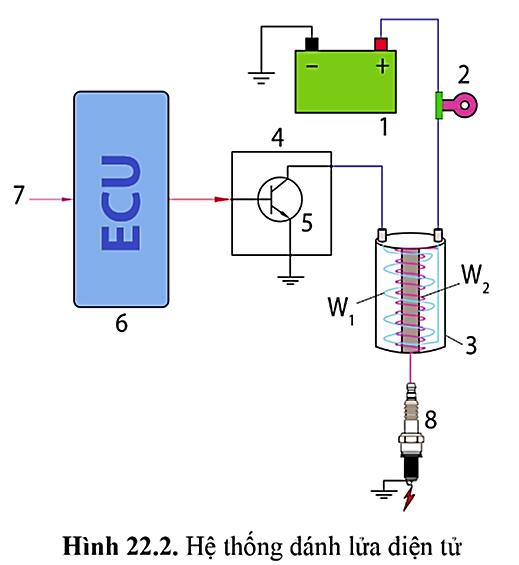 − +
1
2
4
ECU
7
5
6
W1
W2
3
8
Hình 22.2. Hệ thống đánh lửa điện tử